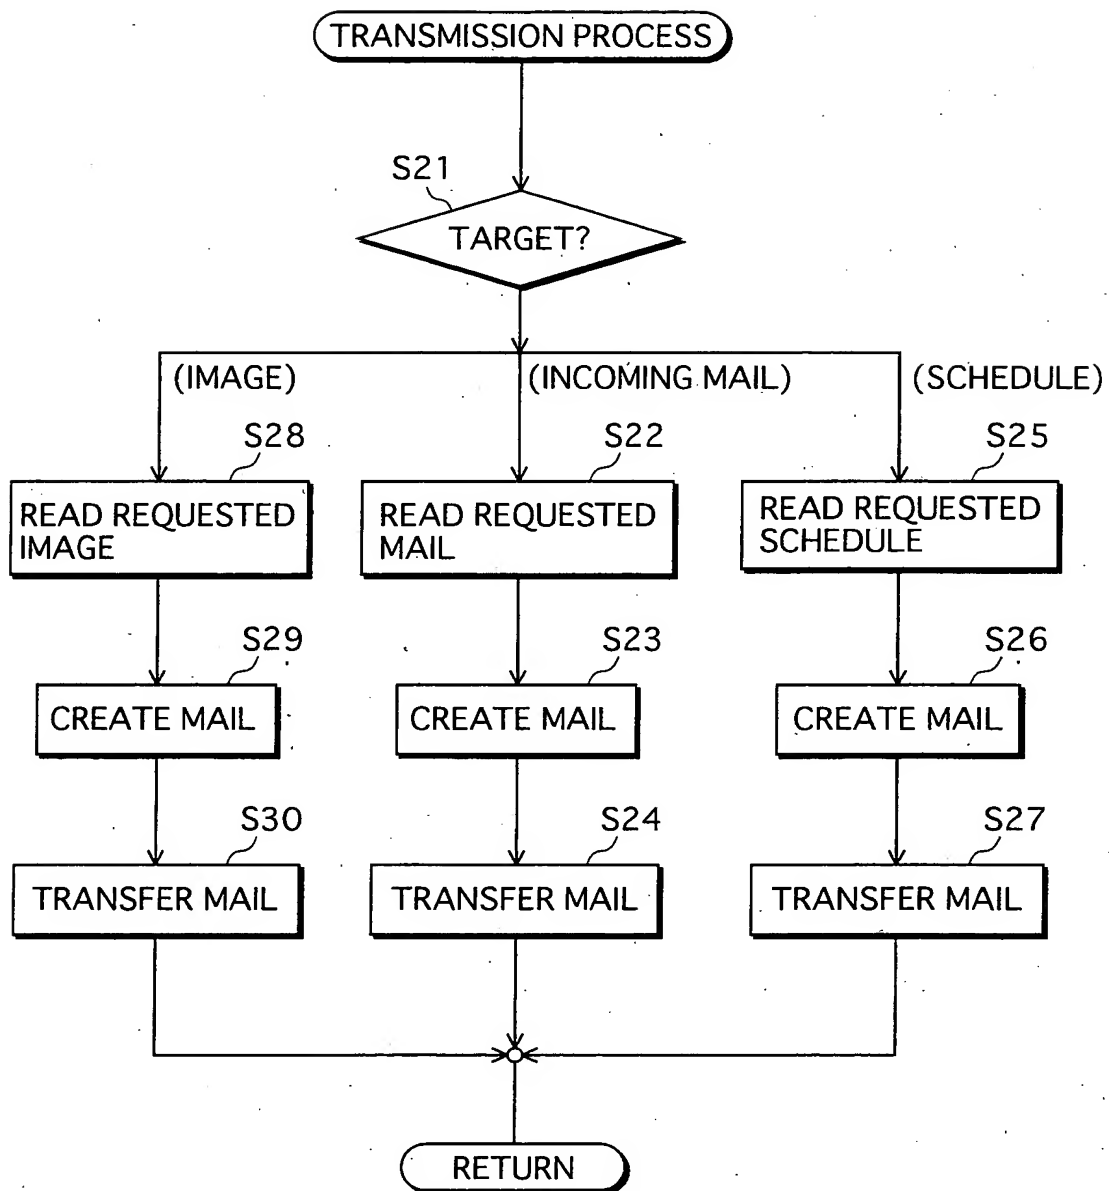 TRANSMISSION PROCESS
S21
TARGET?
(IMAGE)
(INCOMING MAIL)
(SCHEDULE)
S28
S22
S25
READ REQUESTED
IMAGE
READ REQUESTED
MAIL
READ REQUESTED
SCHEDULE
S29
S23
S26
CREATE MAIL
CREATE MAIL
CREATE MAIL
S30
S24
S27
TRANSFER MAIL
TRANSFER MAIL
TRANSFER MAIL
RETURN